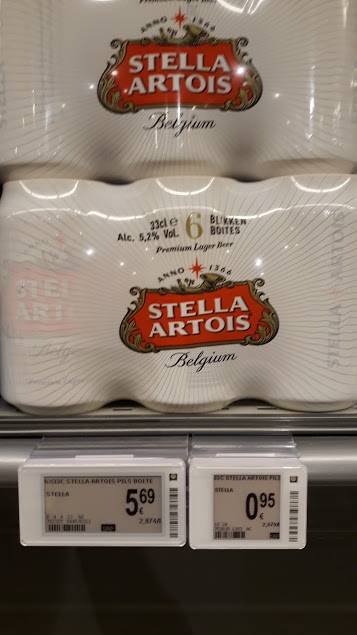 STELLA
ARTOIS
ANNO 1366
Belgium
33cl e 6 BLIKKEN
BOITES
Alc. 5,2% Vol.
Premium Lager Beer
ANNO 1366
STELLA
ARTOIS
Belgium
STELLA-ARTOIS PILS BOITE
STELLA
5 69
€
STELLA ARTOIS PILS
STELLA
0 95
€